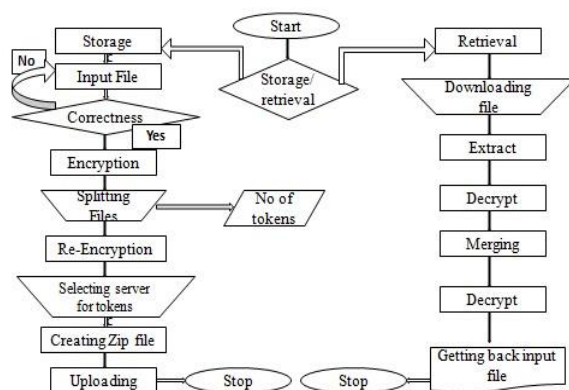 Start
Storage/
retrieval
Storage
No
Input File
Correctness
Yes
Encryption
Splitting
Files
No of
tokens
Re-Encryption
Selecting server
for tokens
Creating Zip file
Uploading
Stop
Retrieval
Downloading
file
Extract
Decrypt
Merging
Decrypt
Getting back input
file
Stop